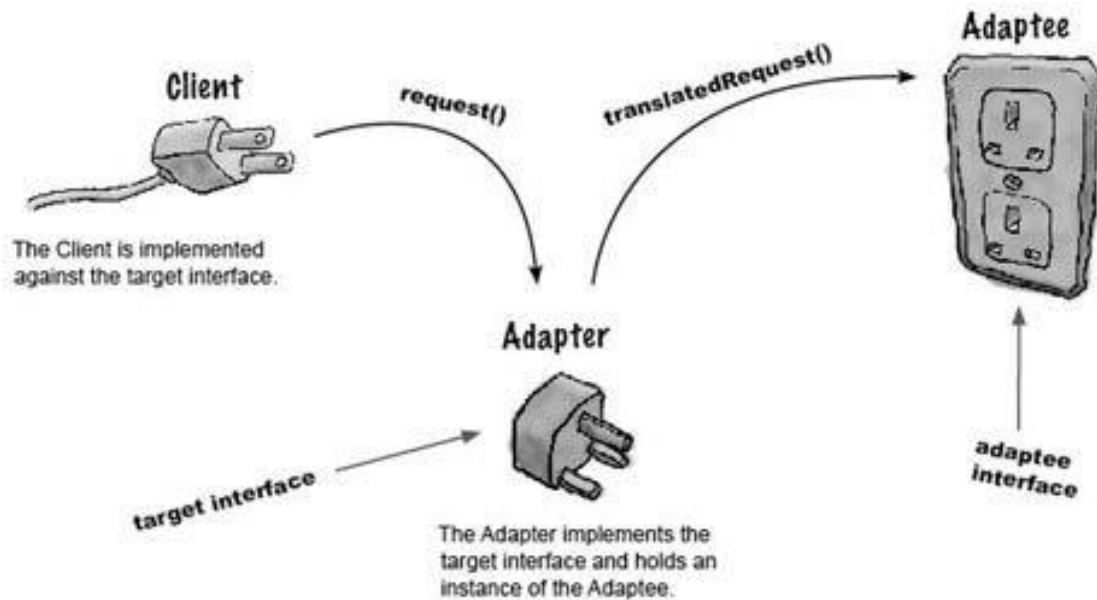 Adaptee
Client
request()
translatedRequest()
The Client is implemented
against the target interface.
Adapter
target interface
adaptee
interface
The Adapter implements the
target interface and holds an
instance of the Adaptee.